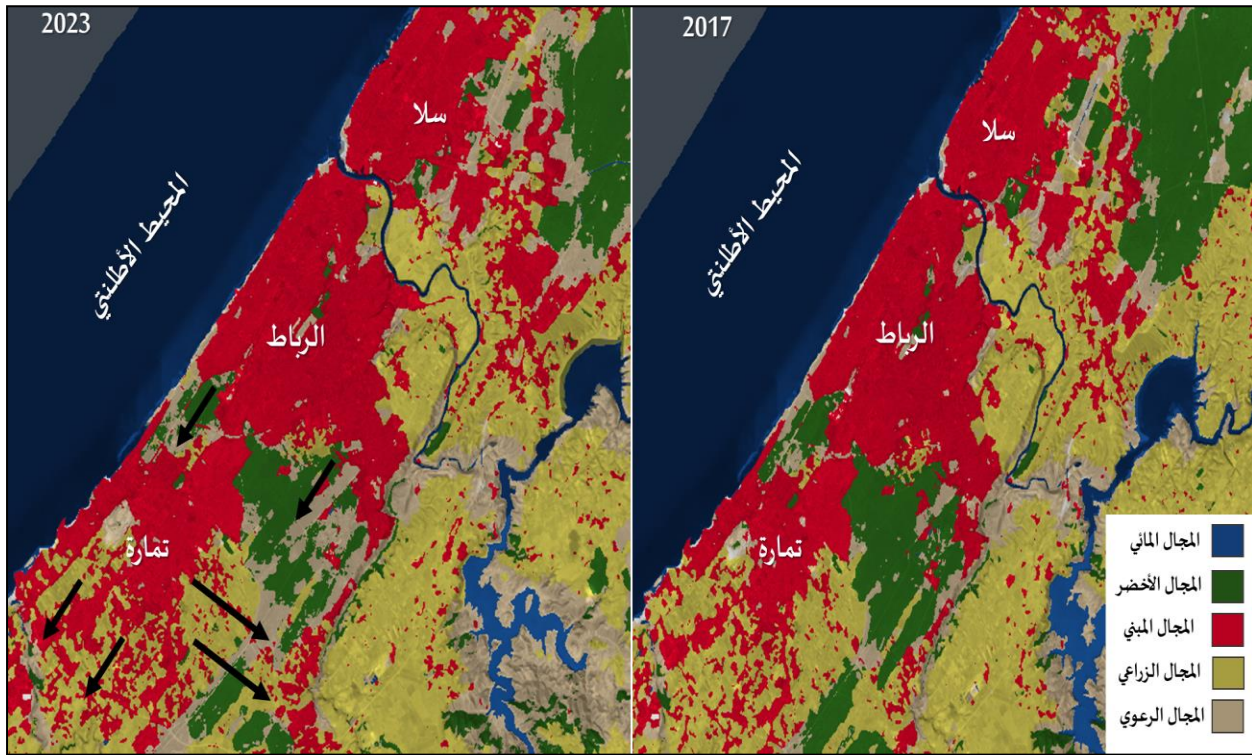 2023
2017
سلا
سلا
المحيط الأطلنتي
المحيط الأطلنتي
الرباط
الرباط
تمارة
تمارة
المجال المائي
المجال الأخضر
المجال المبني
المجال الزراعي
المجال الرعوي